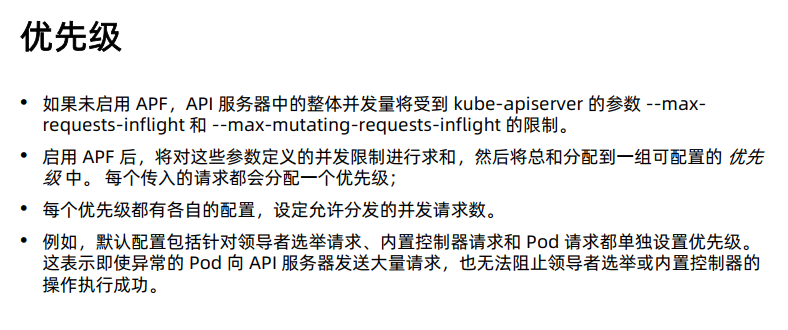 优先级
• 如果未启用 APF，API 服务器中的整体并发量将受到 kube-apiserver 的参数 --max-
requests-inflight 和 --max-mutating-requests-inflight 的限制。
• 启用 APF 后，将对这些参数定义的并发限制进行求和，然后将总和分配到一组可配置的 优先
级 中。 每个传入的请求都会分配一个优先级；
• 每个优先级都有各自的配置，设定允许分发的并发请求数。
• 例如，默认配置包括针对领导者选举请求、内置控制器请求和 Pod 请求都单独设置优先级。
这表示即使异常的 Pod 向 API 服务器发送大量请求，也无法阻止领导者选举或内置控制器的
操作执行成功。